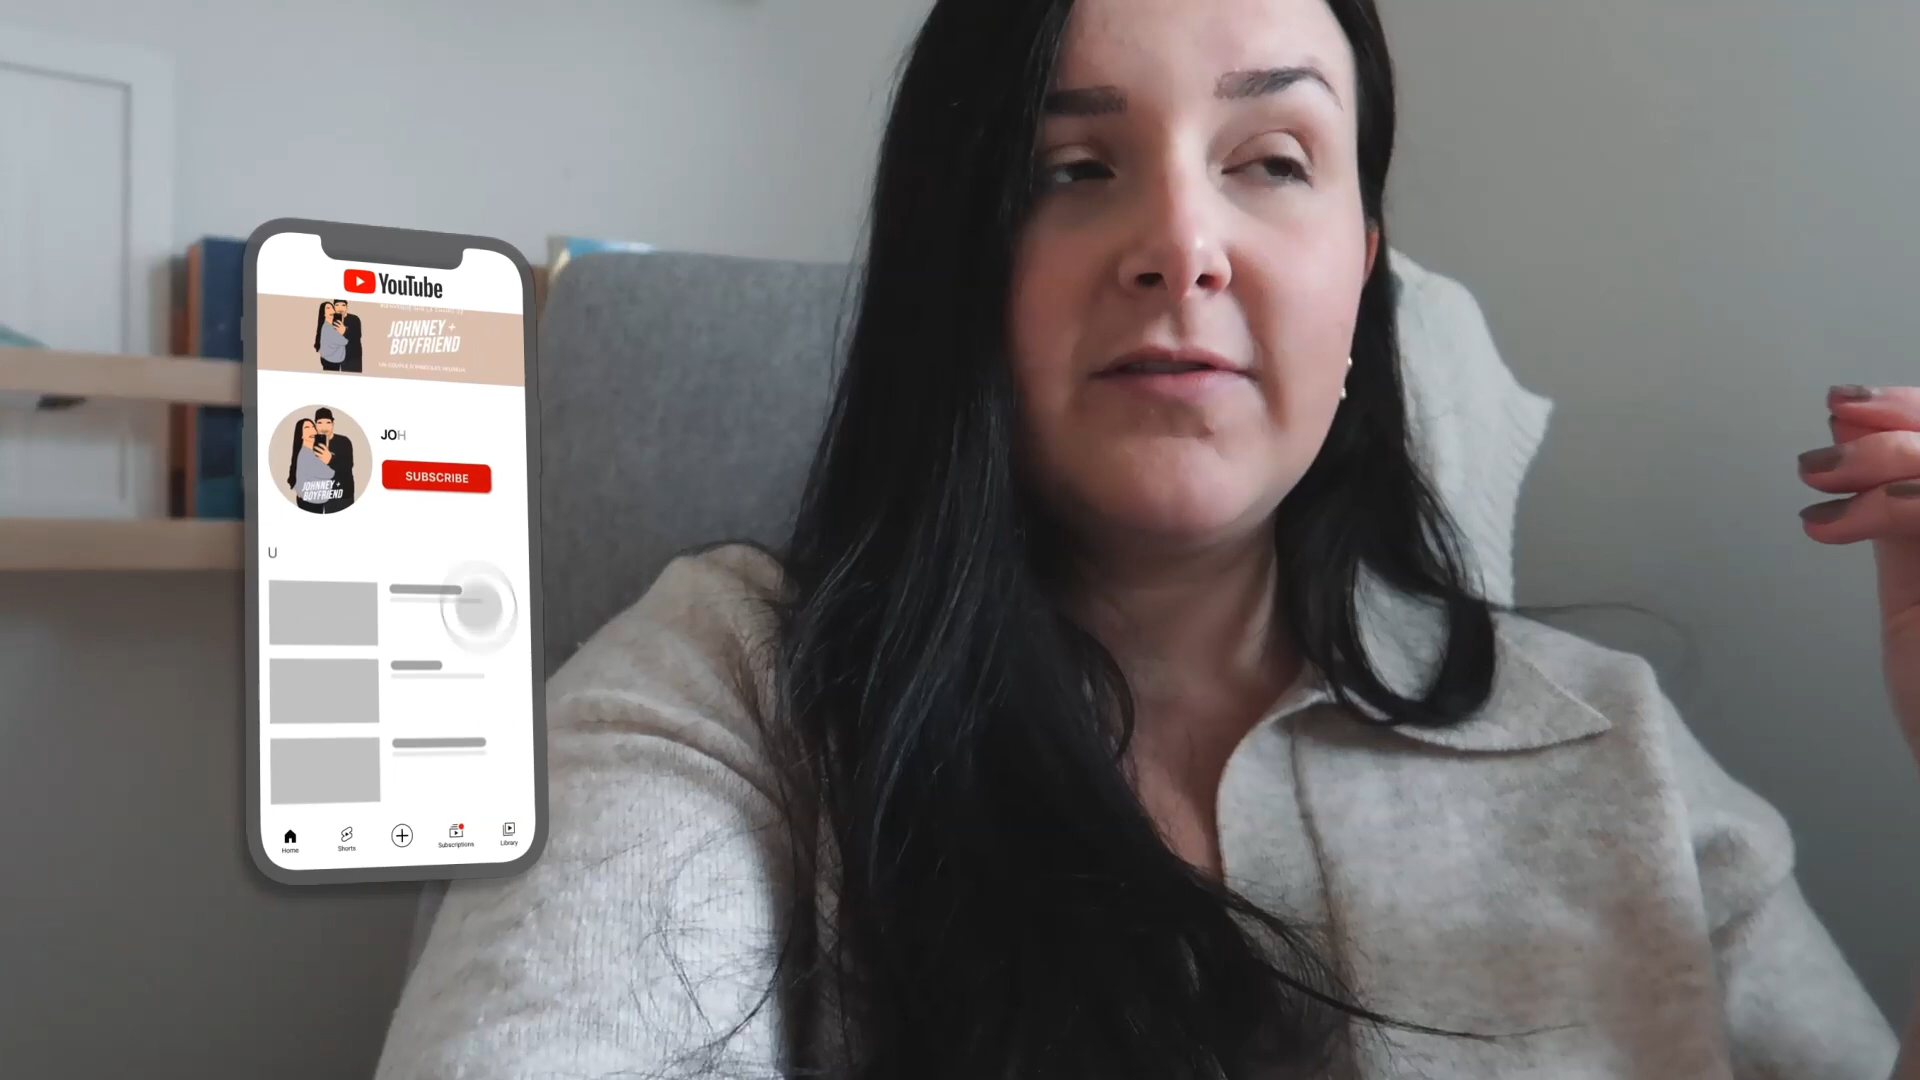 YouTube
JOHNNEY +
BOYFRIEND
JOHNNEY +
BOYFRIEND
JOH
SUBSCRIBE
U
Home
Shorts
Subscriptions
Library